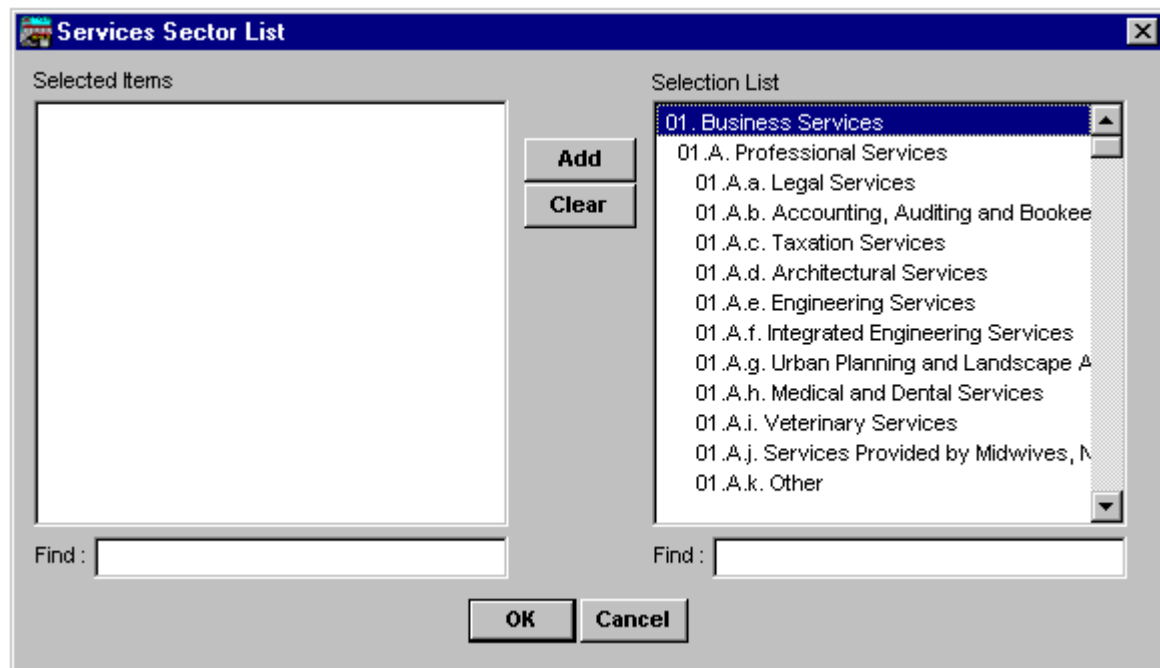 Services Sector List
Selected Items
Selection List
01. Business Services
01.A. Professional Services
01.A.a. Legal Services
01.A.b. Accounting, Auditing and Bookee
01.A.c. Taxation Services
01.A.d. Architectural Services
01.A.e. Engineering Services
01.A.f. Integrated Engineering Services
01.A.g. Urban Planning and Landscape A
01.A.h. Medical and Dental Services
01.A.i. Veterinary Services
01.A.j. Services Provided by Midwives, N
01.A.k. Other
Add
Clear
Find :
Find :
OK
Cancel